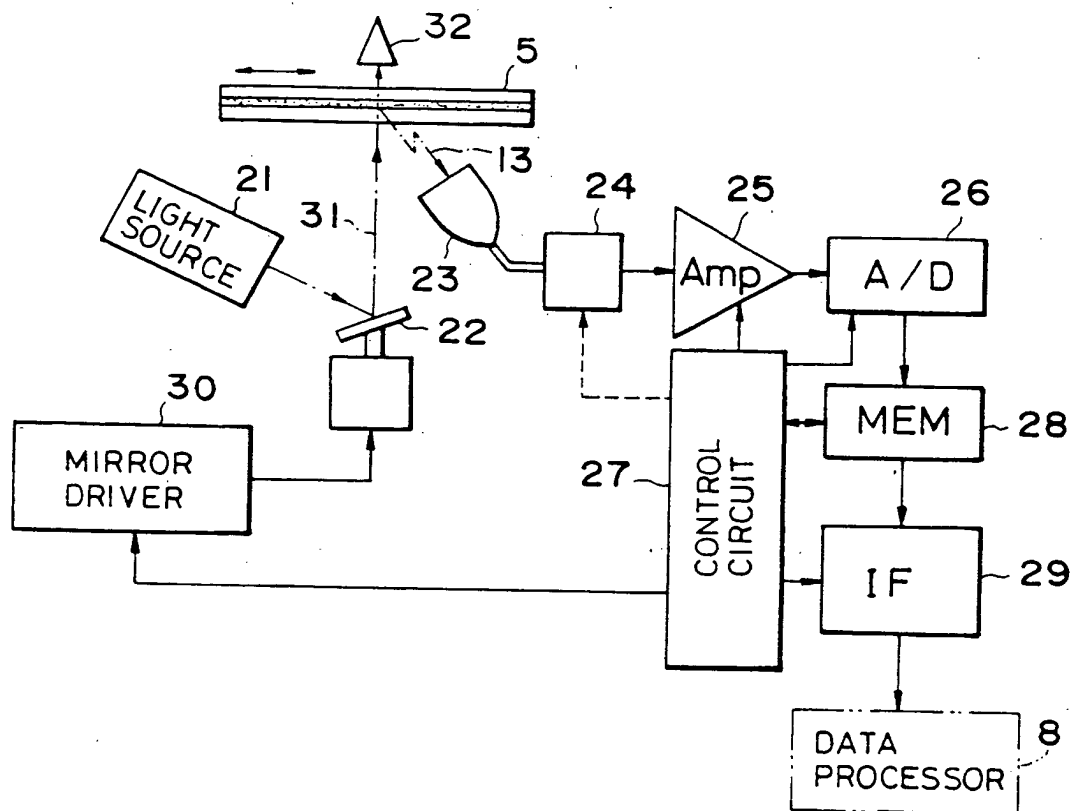 32
5
13
21
LIGHT
SOURCE
31
23
24
25
26
Amp
A/D
22
30
MIRROR
DRIVER
27
CONTROL
CIRCUIT
MEM
28
IF
29
DATA
PROCESSOR
8